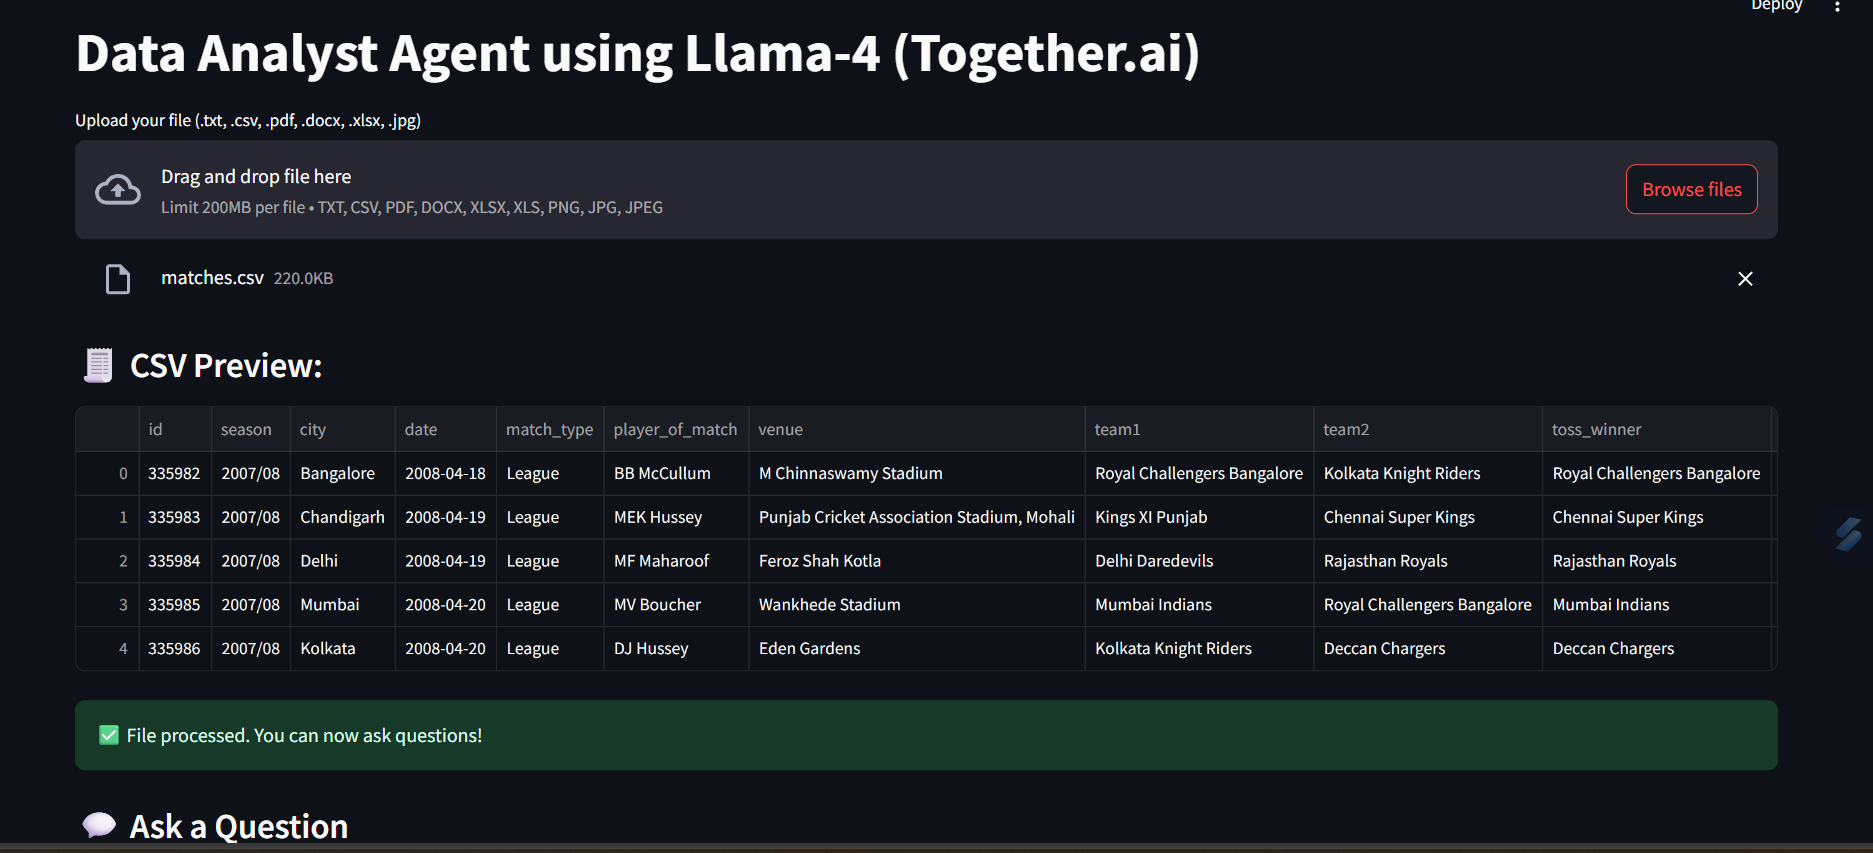 Deploy
Data Analyst Agent using Llama-4 (Together.ai)
Upload your file (.txt, .csv, .pdf, .docx, .xlsx, .jpg)
Drag and drop file here
Limit 200MB per file • TXT, CSV, PDF, DOCX, XLSX, XLS, PNG, JPG, JPEG
Browse files
matches.csv 220.0KB
CSV Preview:
id season city date match_type player_of_match venue team1 team2 toss_winner
0 335982 2007/08 Bangalore 2008-04-18 League BB McCullum M Chinnaswamy Stadium Royal Challengers Bangalore Kolkata Knight Riders Royal Challengers Bangalore
1 335983 2007/08 Chandigarh 2008-04-19 League MEK Hussey Punjab Cricket Association Stadium, Mohali Kings XI Punjab Chennai Super Kings Chennai Super Kings
2 335984 2007/08 Delhi 2008-04-19 League MF Maharoof Feroz Shah Kotla Delhi Daredevils Rajasthan Royals Rajasthan Royals
3 335985 2007/08 Mumbai 2008-04-20 League MV Boucher Wankhede Stadium Mumbai Indians Royal Challengers Bangalore Mumbai Indians
4 335986 2007/08 Kolkata 2008-04-20 League DJ Hussey Eden Gardens Kolkata Knight Riders Deccan Chargers Deccan Chargers
File processed. You can now ask questions!
Ask a Question